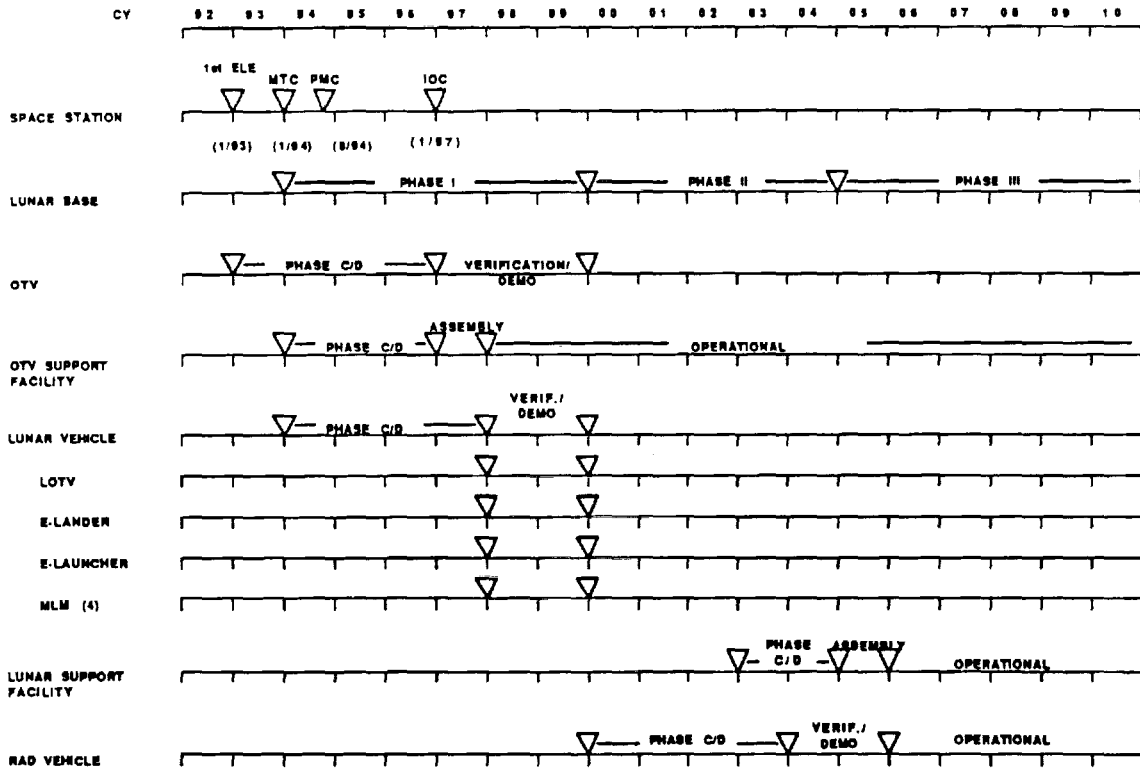 CY 92 93 94 95 96 97 98 99 00 01 02 03 04 05 06 07 08 09 10
1st ELE MTC PMC IOC
SPACE STATION
(1/93) (1/94) (8/94) (1/97)
PHASE I PHASE II PHASE III
LUNAR BASE
PHASE C/D VERIFICATION/
DEMO
OTV
ASSEMBLY
PHASE C/D OPERATIONAL
OTV SUPPORT
FACILITY
VERIF./
DEMO
PHASE C/D
LUNAR VEHICLE
LOTV
E-LANDER
E-LAUNCHER
MLM (4)
PHASE ASSEMBLY
C/D OPERATIONAL
LUNAR SUPPORT
FACILITY
PHASE C/D VERIF./ OPERATIONAL
DEMO
RAD VEHICLE